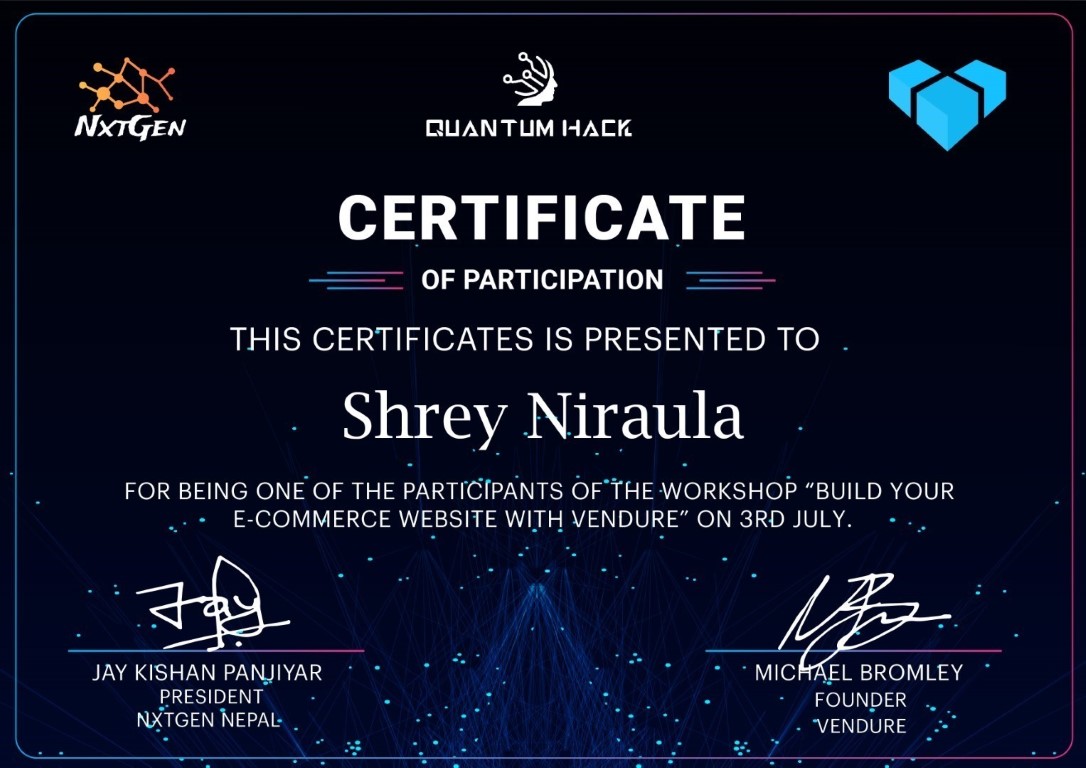 NXTGEN
QUANTUM HACK
CERTIFICATE
OF PARTICIPATION
THIS CERTIFICATES IS PRESENTED TO
Shrey Niraula
FOR BEING ONE OF THE PARTICIPANTS OF THE WORKSHOP “BUILD YOUR
E-COMMERCE WEBSITE WITH VENDURE” ON 3RD JULY.
Jay
JAY KISHAN PANJIYAR
PRESIDENT
NXTGEN NEPAL
MICHAEL BROMLEY
FOUNDER
VENDURE